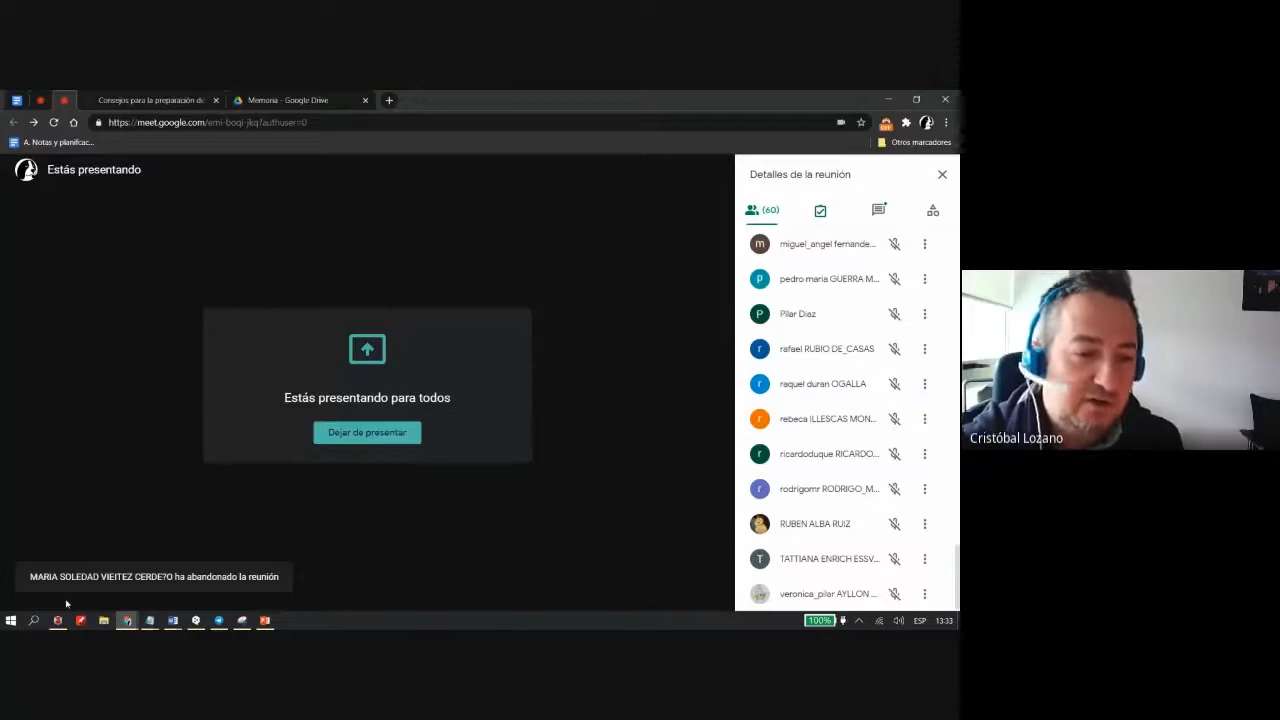 Consejos para la preparación de
Memoria - Google Drive
https://meet.google.com/emi-boqi-jkq?authuser=0
A. Notas y planifcac...
Otros marcadores
Estás presentando
Detalles de la reunión
(60)
m miguel_angel fernande...
p pedro maria GUERRA M...
P Pilar Diaz
r rafael RUBIO DE_CASAS
r raquel duran OGALLA
r rebeca ILLESCAS MON...
r ricardoduque RICARDO...
r rodrigomr RODRIGO_M...
RUBEN ALBA RUIZ
T TATTIANA ENRICH ESSV...
veronica_pilar AYLLON ...
Estás presentando para todos
Dejar de presentar
MARIA SOLEDAD VIEITEZ CERDE?O ha abandonado la reunión
Cristóbal Lozano
100%
ESP
13:33